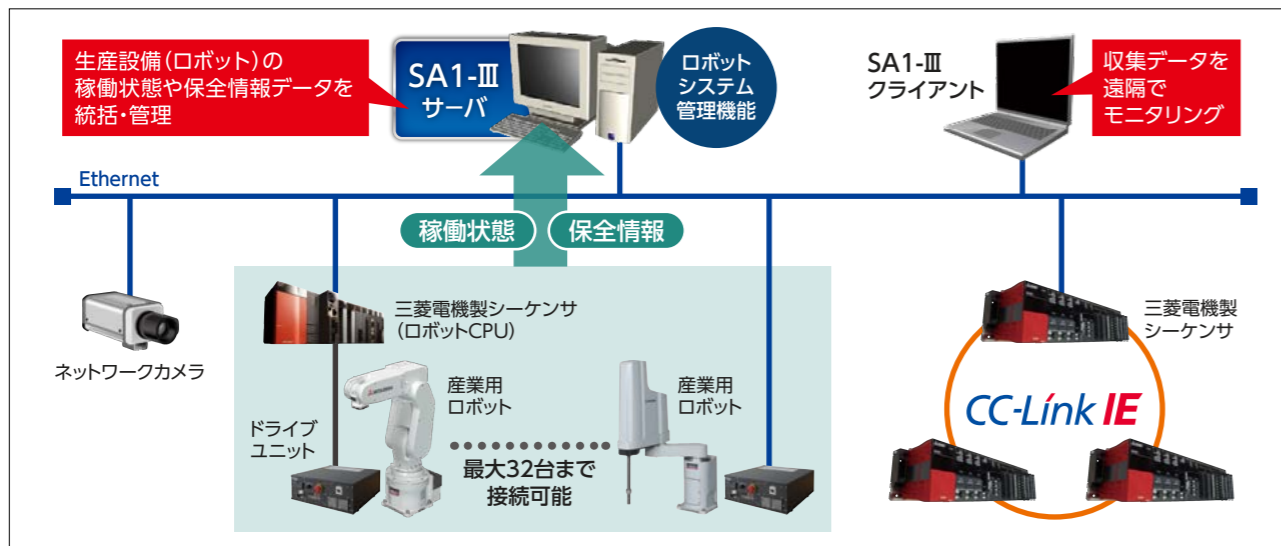 生産設備(ロボット)の
稼働状態や保全情報データを
統括・管理
SA1-Ⅲ
サーバ
ロボット
システム
管理機能
SA1-Ⅲ
クライアント
収集データを
遠隔で
モニタリング
Ethernet
稼働状態
保全情報
ネットワークカメラ
三菱電機製シーケンサ
(ロボットCPU)
産業用
ロボット
産業用
ロボット
ドライブ
ユニット
最大32台まで
接続可能
三菱電機製
シーケンサ
CC-Link IE